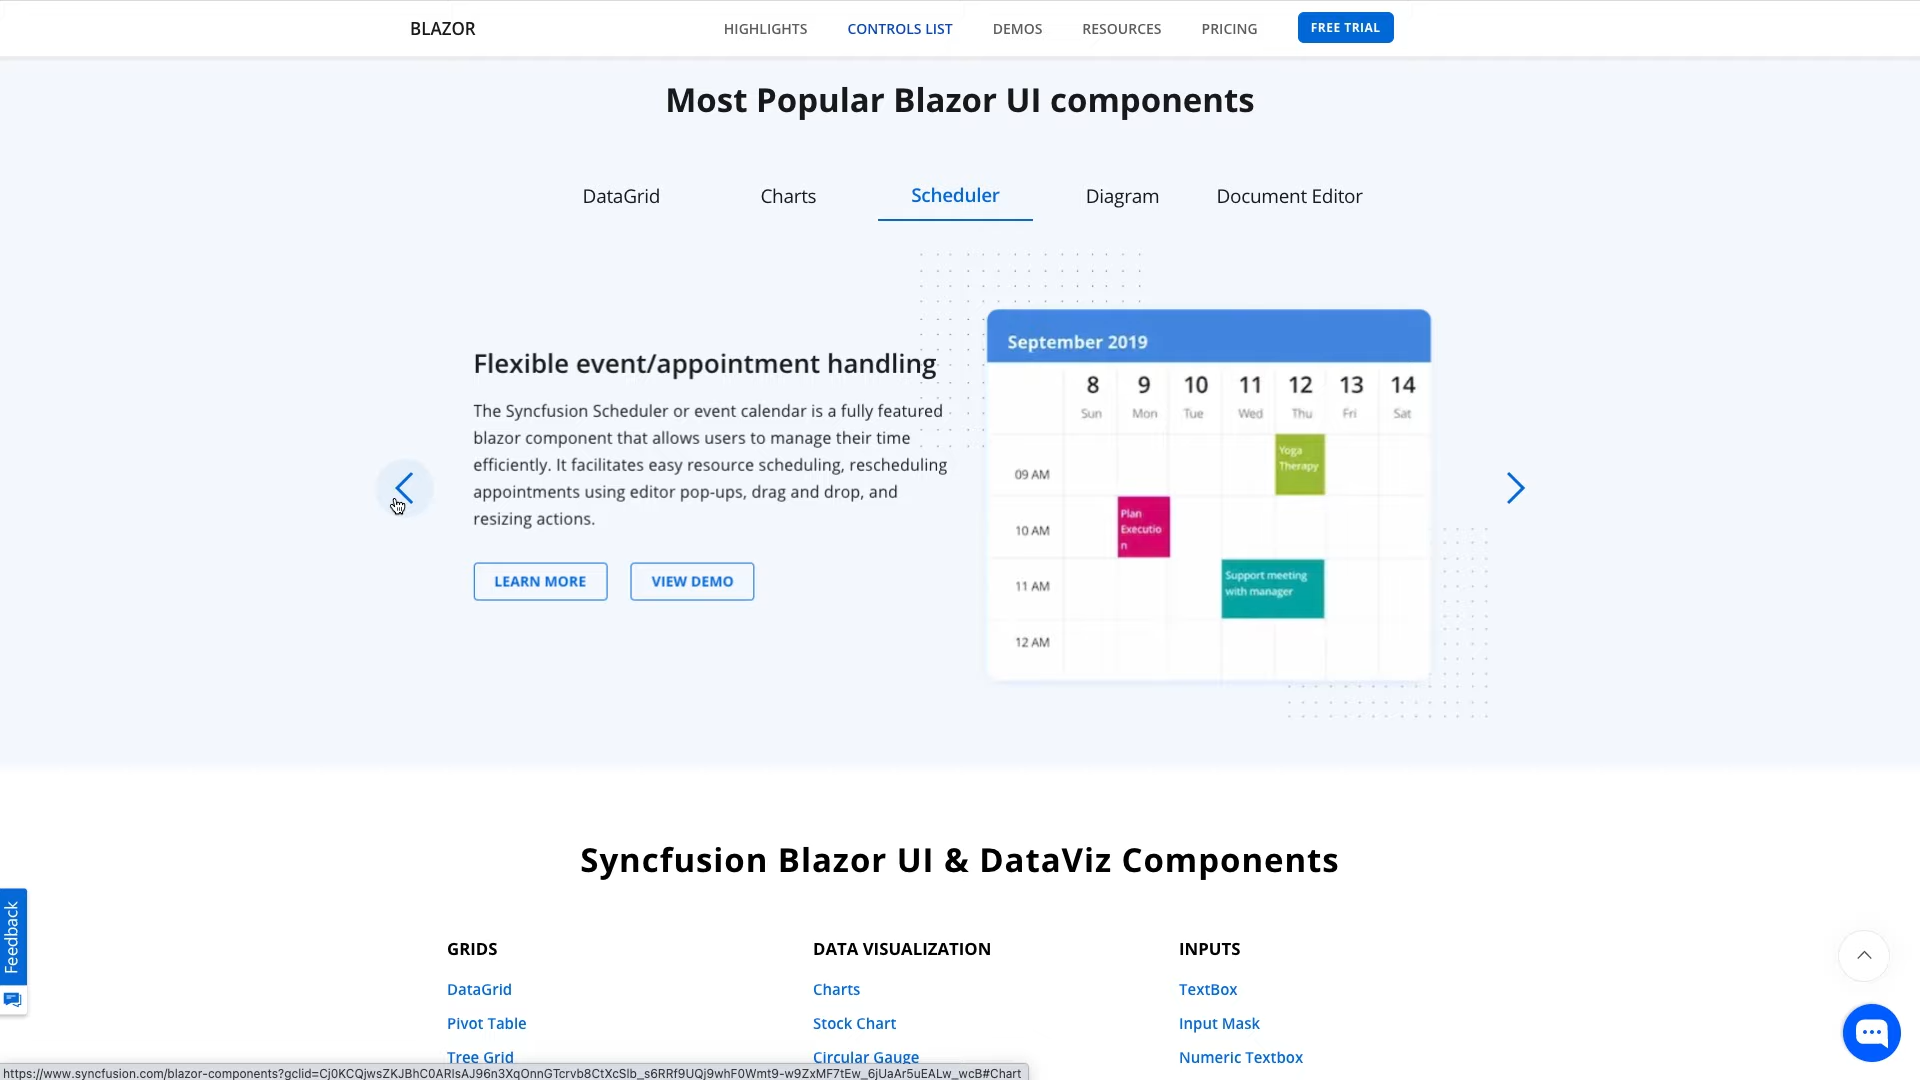 BLAZOR
HIGHLIGHTS
CONTROLS LIST
DEMOS
RESOURCES
PRICING
FREE TRIAL
Most Popular Blazor UI components
DataGrid
Charts
Scheduler
Diagram
Document Editor
Flexible event/appointment handling
The Syncfusion Scheduler or event calendar is a fully featured
blazor component that allows users to manage their time
efficiently. It facilitates easy resource scheduling, rescheduling
appointments using editor pop-ups, drag and drop, and
resizing actions.
LEARN MORE
VIEW DEMO
September 2019
8 9 10 11 12 13 14
Sun Mon Tue Wed Thu Fri Sat
09 AM
Yoga
Therapy
10 AM
Plan
Executio
n
11 AM
Support meeting
with manager
12 AM
Syncfusion Blazor UI & DataViz Components
GRIDS
DataGrid
Pivot Table
Tree Grid
DATA VISUALIZATION
Charts
Stock Chart
Circular Gauge
INPUTS
TextBox
Input Mask
Numeric Textbox
Feedback
https://www.syncfusion.com/blazor-components?gclid=Cj0KCQjwsZKJBhC0ARIsAJ96n3XqOnnGTcrvb8CtXcSlb_s6RRf9UQj9whF0Wmt9-w9ZxMF7tEw_6jUaAr5uEALw_wcB#Chart